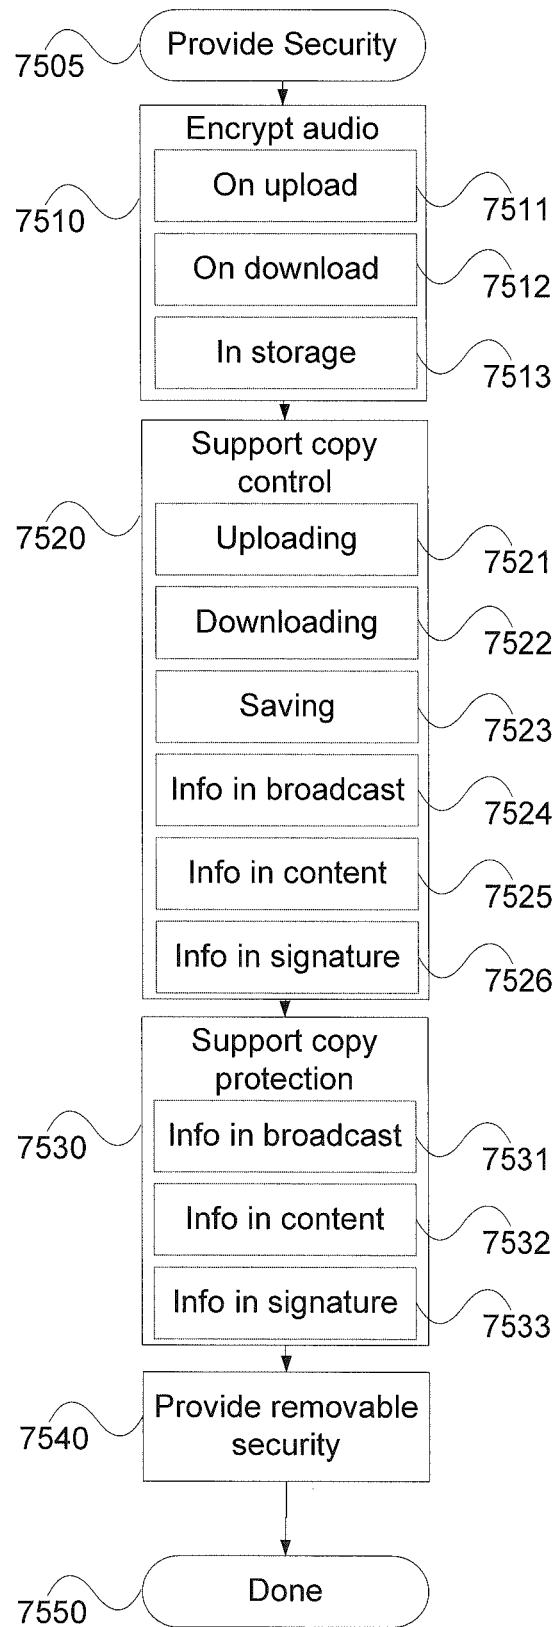 Provide Security
7505
Encrypt audio
On upload
7510
7511
On download
7512
In storage
7513
Support copy
control
7520
Uploading
7521
Downloading
7522
Saving
7523
Info in broadcast
7524
Info in content
7525
Info in signature
7526
Support copy
protection
7530
Info in broadcast
7531
Info in content
7532
Info in signature
7533
Provide removable
security
7540
Done
7550